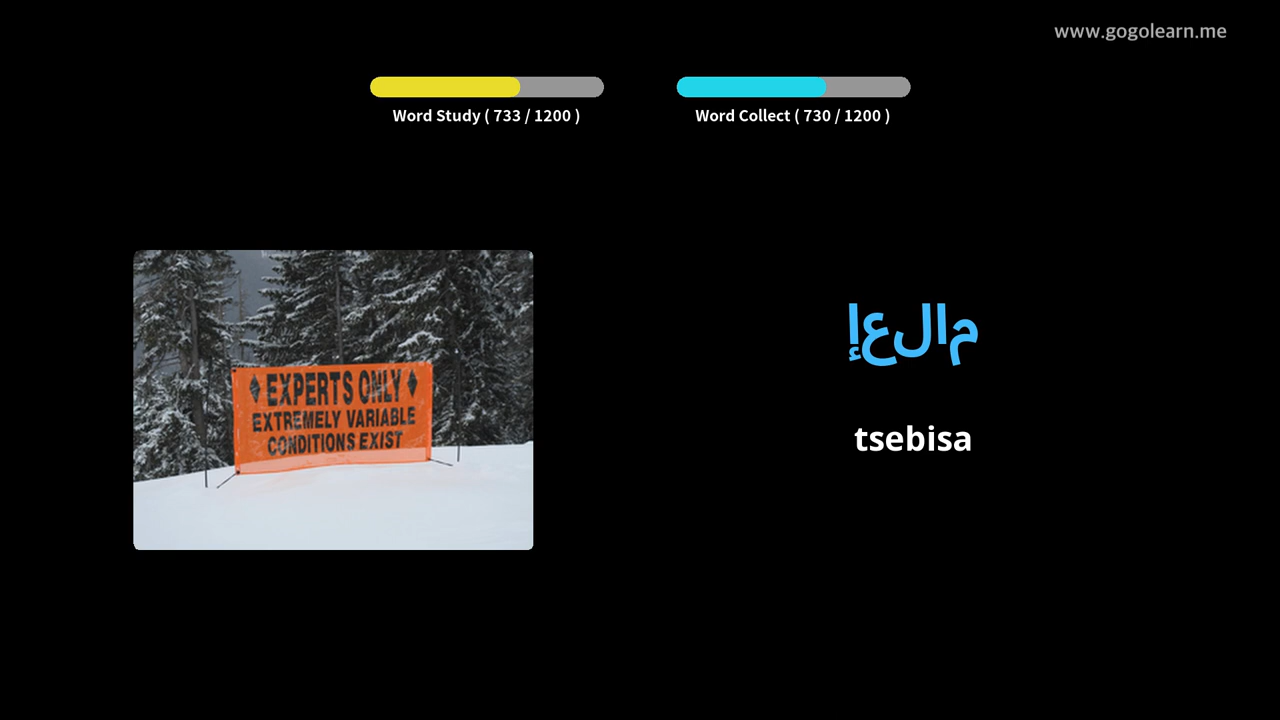 www.gogolearn.me
Word Study ( 733 / 1200 )
Word Collect ( 730 / 1200 )
EXPERTS ONLY
EXTREMELY VARIABLE
CONDITIONS EXIST
إعلام
tsebisa